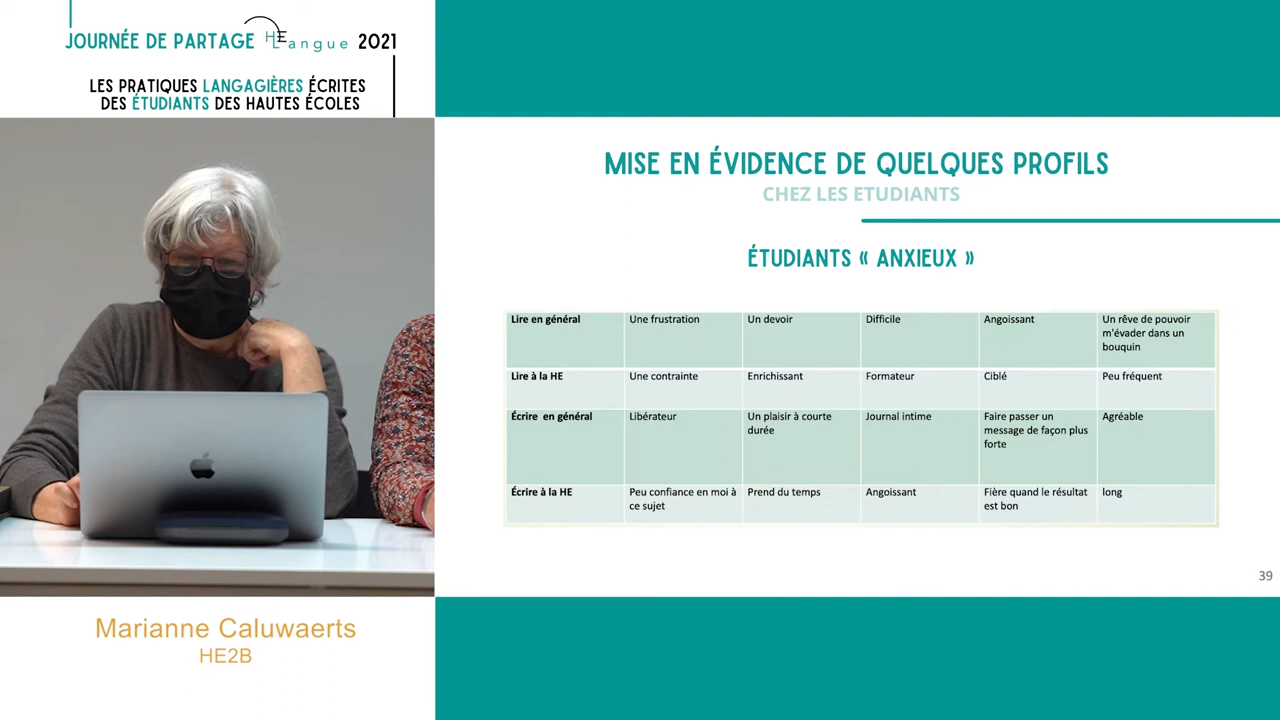 JOURNÉE DE PARTAGE HELangue 2021
LES PRATIQUES LANGAGIÈRES ÉCRITES
DES ÉTUDIANTS DES HAUTES ÉCOLES
MISE EN ÉVIDENCE DE QUELQUES PROFILS
CHEZ LES ETUDIANTS
ÉTUDIANTS « ANXIEUX »
Lire en général
Une frustration
Un devoir
Difficile
Angoissant
Un rêve de pouvoir
m'évader dans un
bouquin
Lire à la HE
Une contrainte
Enrichissant
Formateur
Ciblé
Peu fréquent
Écrire en général
Libérateur
Un plaisir à courte
durée
Journal intime
Faire passer un
message de façon plus
forte
Agréable
Écrire à la HE
Peu confiance en moi à
ce sujet
Prend du temps
Angoissant
Fière quand le résultat
est bon
long
39
Marianne Caluwaerts
HE2B